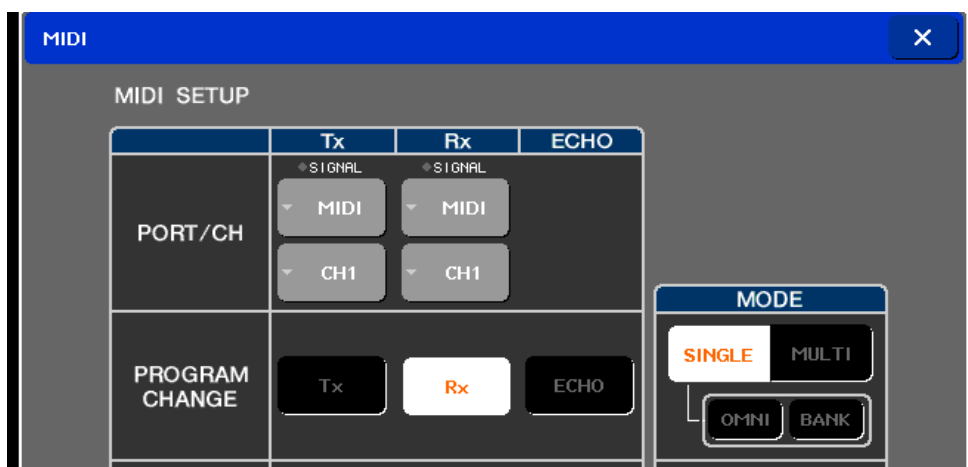 MIDI
MIDI SETUP
Tx Rx ECHO
SIGNAL SIGNAL
PORT/CH MIDI MIDI
CH1 CH1
MODE
SINGLE MULTI
PROGRAM CHANGE Tx Rx ECHO
OMNI BANK